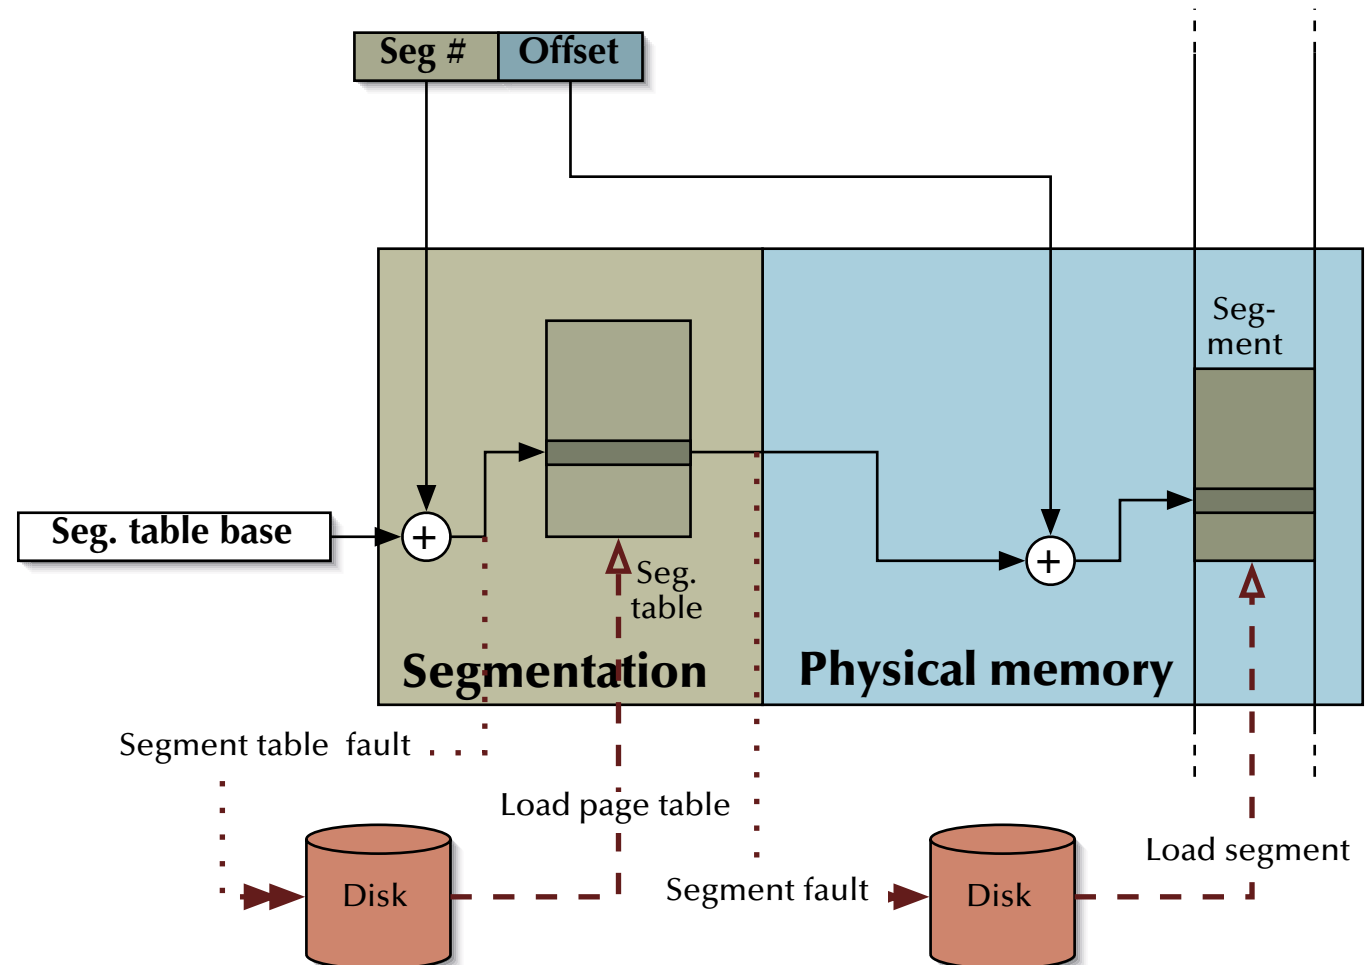 Seg # Offset
Seg-
ment
Seg. table base
+
+
Seg.
table
Segmentation
Physical memory
Segment table fault
Load page table
Load segment
Disk
Segment fault
Disk